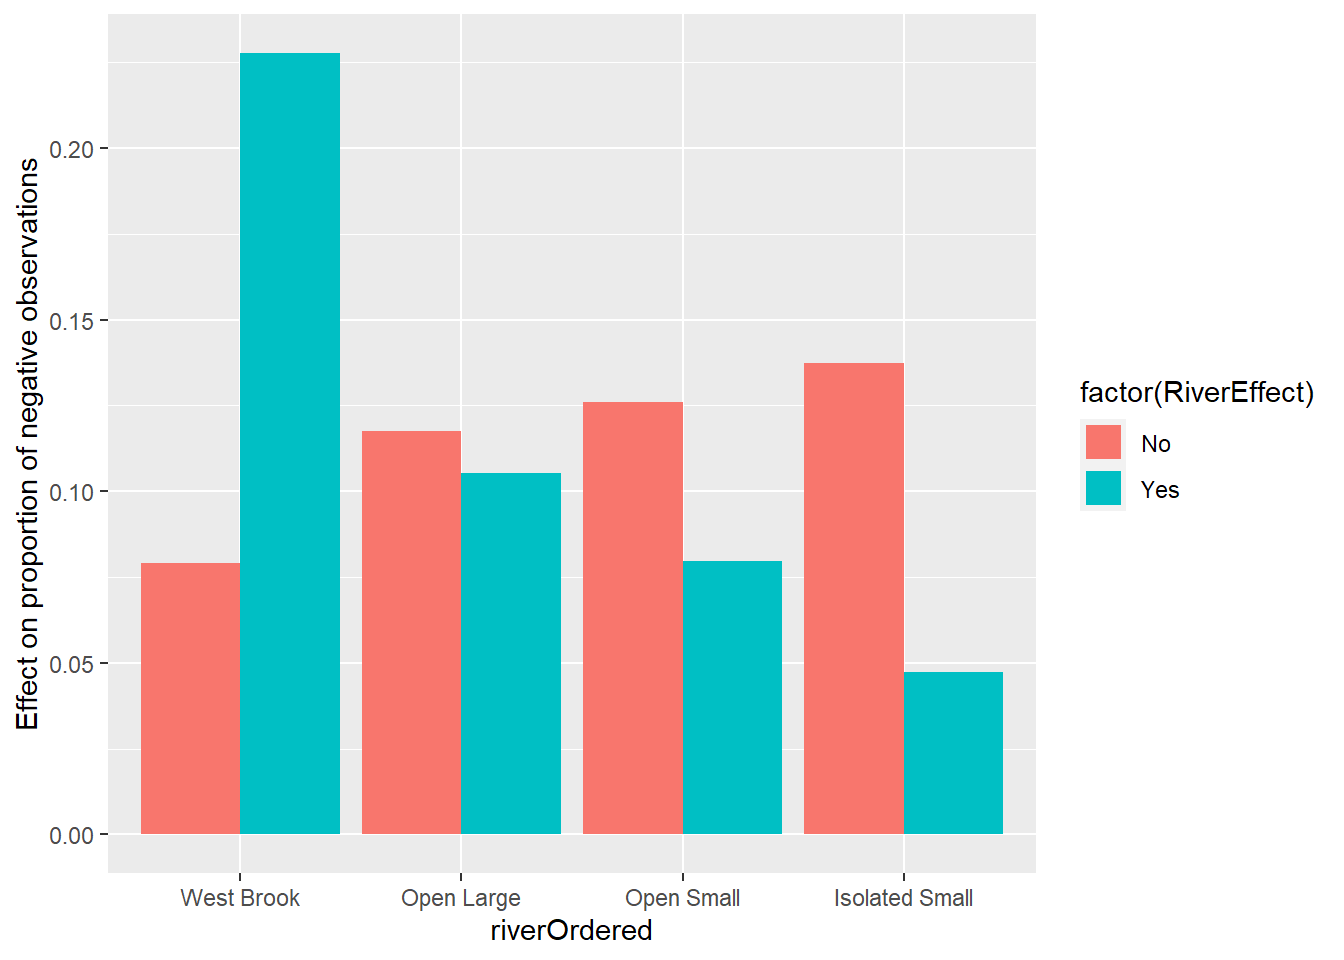 Effect on proportion of negative observations
0.20
0.15
0.10
0.05
0.00
West Brook
Open Large
Open Small
Isolated Small
riverOrdered
factor(RiverEffect)
No
Yes